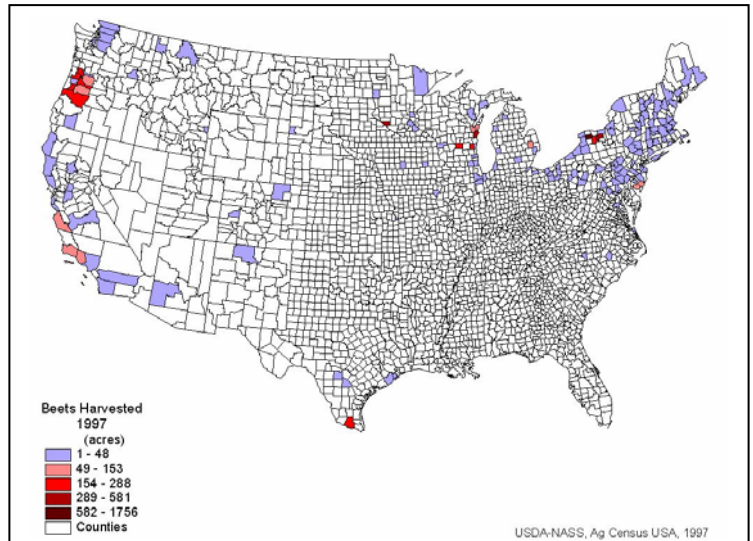 Beets Harvested
1997
(acres)
1 - 48
49 - 153
154 - 288
289 - 581
582 - 1756
Counties
USDA-NASS, Ag Census USA, 1997